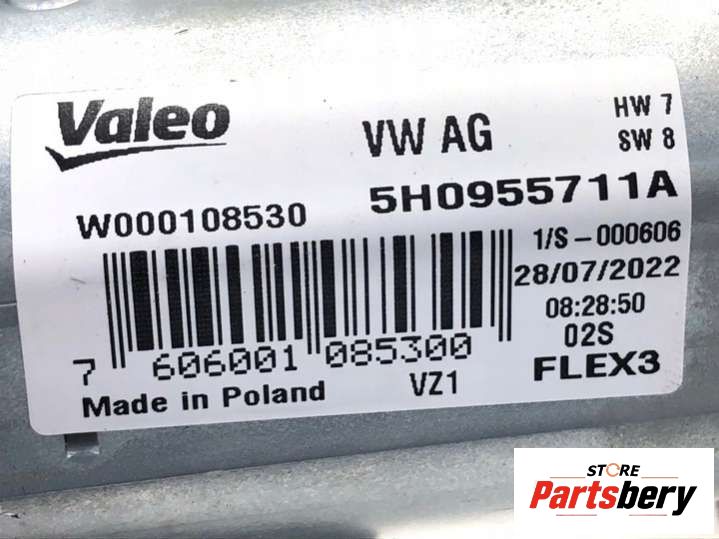 Valeo
VW AG
HW 7
SW 8
W000108530
5H0955711A
1/S-000606
28/07/2022
08:28:50
02S
7 606001 085300
VZ1
FLEX3
Made in Poland
STORE
Partsbery